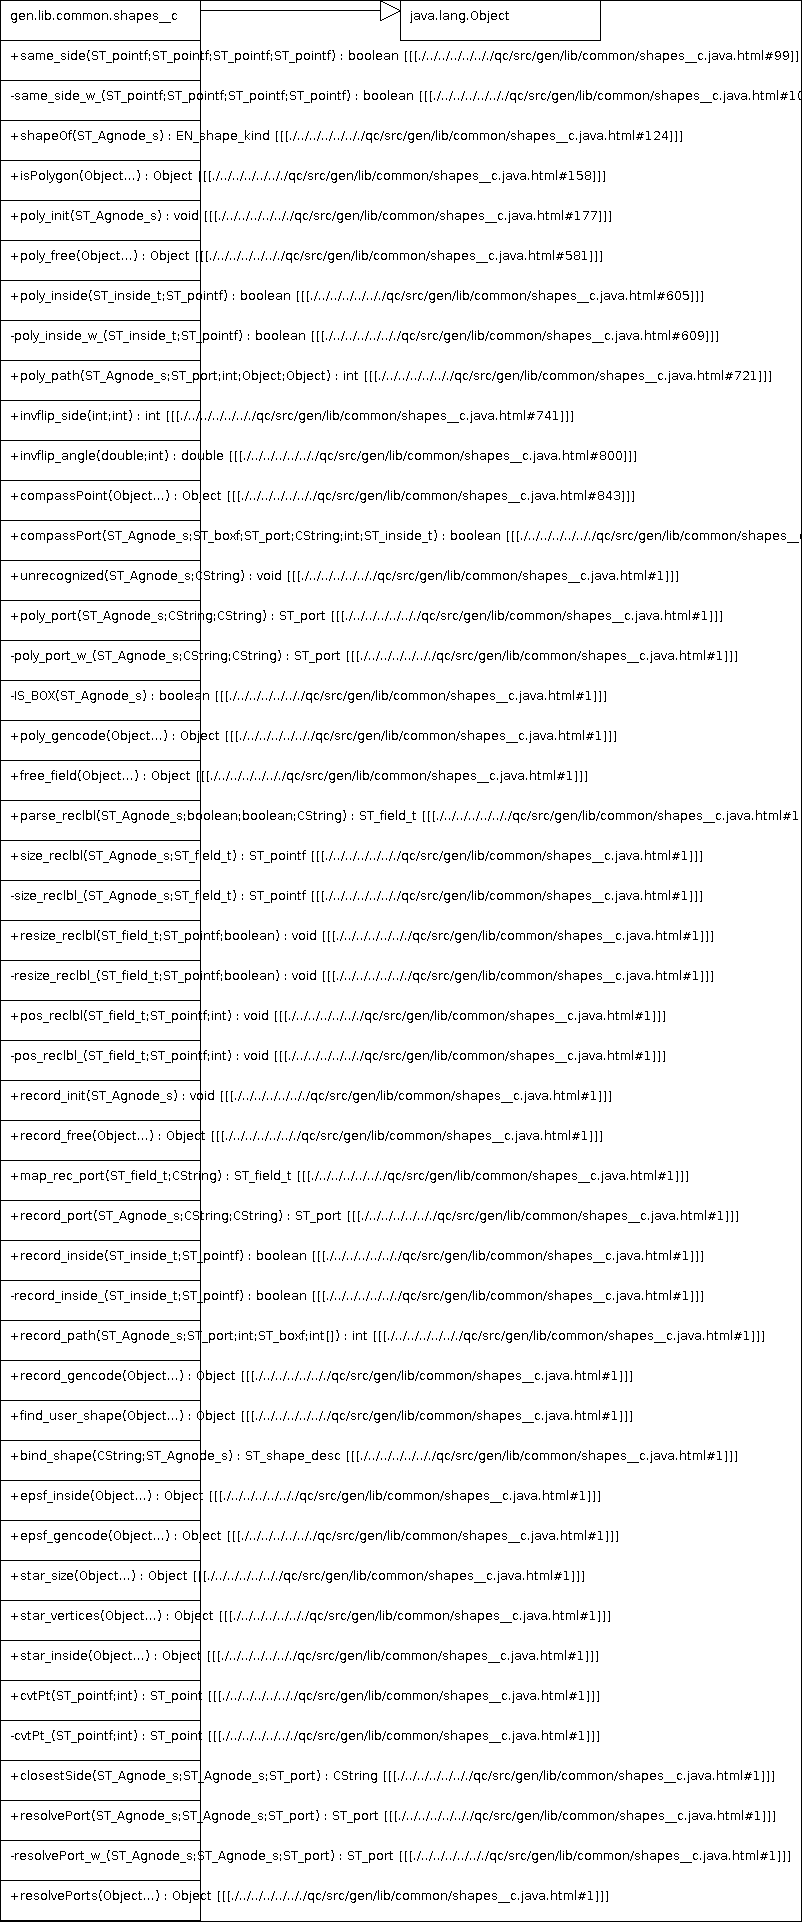 gen.lib.common.shapes__c
java.lang.Object
+same_side(ST_pointf;ST_pointf;ST_pointf;ST_pointf) : boolean [[[./../../../../../../qc/src/gen/lib/common/shapes__c.java.html#99]]]
-same_side_w_(ST_pointf;ST_pointf;ST_pointf;ST_pointf) : boolean [[[./../../../../../../qc/src/gen/lib/common/shapes__c.java.html#10
+shapeOf(ST_Agnode_s) : EN_shape_kind [[[./../../../../../../qc/src/gen/lib/common/shapes__c.java.html#124]]]
+isPolygon(Object...) : Object [[[./../../../../../../qc/src/gen/lib/common/shapes__c.java.html#158]]]
+poly_init(ST_Agnode_s) : void [[[./../../../../../../qc/src/gen/lib/common/shapes__c.java.html#177]]]
+poly_free(Object...) : Object [[[./../../../../../../qc/src/gen/lib/common/shapes__c.java.html#581]]]
+poly_inside(ST_inside_t;ST_pointf) : boolean [[[./../../../../../../qc/src/gen/lib/common/shapes__c.java.html#605]]]
-poly_inside_w_(ST_inside_t;ST_pointf) : boolean [[[./../../../../../../qc/src/gen/lib/common/shapes__c.java.html#609]]]
+poly_path(ST_Agnode_s;ST_port;int;Object;Object) : int [[[./../../../../../../qc/src/gen/lib/common/shapes__c.java.html#721]]]
+invflip_side(int;int) : int [[[./../../../../../../qc/src/gen/lib/common/shapes__c.java.html#741]]]
+invflip_angle(double;int) : double [[[./../../../../../../qc/src/gen/lib/common/shapes__c.java.html#800]]]
+compassPoint(Object...) : Object [[[./../../../../../../qc/src/gen/lib/common/shapes__c.java.html#843]]]
+compassPort(ST_Agnode_s;ST_boxf;ST_port;CString;int;ST_inside_t) : boolean [[[./../../../../../../qc/src/gen/lib/common/shapes__
+unrecognized(ST_Agnode_s;CString) : void [[[./../../../../../../qc/src/gen/lib/common/shapes__c.java.html#1]]]
+poly_port(ST_Agnode_s;CString;CString) : ST_port [[[./../../../../../../qc/src/gen/lib/common/shapes__c.java.html#1]]]
-poly_port_w_(ST_Agnode_s;CString;CString) : ST_port [[[./../../../../../../qc/src/gen/lib/common/shapes__c.java.html#1]]]
-IS_BOX(ST_Agnode_s) : boolean [[[./../../../../../../qc/src/gen/lib/common/shapes__c.java.html#1]]]
+poly_gencode(Object...) : Object [[[./../../../../../../qc/src/gen/lib/common/shapes__c.java.html#1]]]
+free_field(Object...) : Object [[[./../../../../../../qc/src/gen/lib/common/shapes__c.java.html#1]]]
+parse_reclbl(ST_Agnode_s;boolean;boolean;CString) : ST_field_t [[[./../../../../../../qc/src/gen/lib/common/shapes__c.java.html#1
+size_reclbl(ST_Agnode_s;ST_field_t) : ST_pointf [[[./../../../../../../qc/src/gen/lib/common/shapes__c.java.html#1]]]
-size_reclbl_(ST_Agnode_s;ST_field_t) : ST_pointf [[[./../../../../../../qc/src/gen/lib/common/shapes__c.java.html#1]]]
+resize_reclbl(ST_field_t;ST_pointf;boolean) : void [[[./../../../../../../qc/src/gen/lib/common/shapes__c.java.html#1]]]
-resize_reclbl_(ST_field_t;ST_pointf;boolean) : void [[[./../../../../../../qc/src/gen/lib/common/shapes__c.java.html#1]]]
+pos_reclbl(ST_field_t;ST_pointf;int) : void [[[./../../../../../../qc/src/gen/lib/common/shapes__c.java.html#1]]]
-pos_reclbl_(ST_field_t;ST_pointf;int) : void [[[./../../../../../../qc/src/gen/lib/common/shapes__c.java.html#1]]]
+record_init(ST_Agnode_s) : void [[[./../../../../../../qc/src/gen/lib/common/shapes__c.java.html#1]]]
+record_free(Object...) : Object [[[./../../../../../../qc/src/gen/lib/common/shapes__c.java.html#1]]]
+map_rec_port(ST_field_t;CString) : ST_field_t [[[./../../../../../../qc/src/gen/lib/common/shapes__c.java.html#1]]]
+record_port(ST_Agnode_s;CString;CString) : ST_port [[[./../../../../../../qc/src/gen/lib/common/shapes__c.java.html#1]]]
+record_inside(ST_inside_t;ST_pointf) : boolean [[[./../../../../../../qc/src/gen/lib/common/shapes__c.java.html#1]]]
-record_inside_(ST_inside_t;ST_pointf) : boolean [[[./../../../../../../qc/src/gen/lib/common/shapes__c.java.html#1]]]
+record_path(ST_Agnode_s;ST_port;int;ST_boxf;int[]) : int [[[./../../../../../../qc/src/gen/lib/common/shapes__c.java.html#1]]]
+record_gencode(Object...) : Object [[[./../../../../../../qc/src/gen/lib/common/shapes__c.java.html#1]]]
+find_user_shape(Object...) : Object [[[./../../../../../../qc/src/gen/lib/common/shapes__c.java.html#1]]]
+bind_shape(CString;ST_Agnode_s) : ST_shape_desc [[[./../../../../../../qc/src/gen/lib/common/shapes__c.java.html#1]]]
+epsf_inside(Object...) : Object [[[./../../../../../../qc/src/gen/lib/common/shapes__c.java.html#1]]]
+epsf_gencode(Object...) : Object [[[./../../../../../../qc/src/gen/lib/common/shapes__c.java.html#1]]]
+star_size(Object...) : Object [[[./../../../../../../qc/src/gen/lib/common/shapes__c.java.html#1]]]
+star_vertices(Object...) : Object [[[./../../../../../../qc/src/gen/lib/common/shapes__c.java.html#1]]]
+star_inside(Object...) : Object [[[./../../../../../../qc/src/gen/lib/common/shapes__c.java.html#1]]]
+cvtPt(ST_pointf;int) : ST_point [[[./../../../../../../qc/src/gen/lib/common/shapes__c.java.html#1]]]
-cvtPt_(ST_pointf;int) : ST_point [[[./../../../../../../qc/src/gen/lib/common/shapes__c.java.html#1]]]
+closestSide(ST_Agnode_s;ST_Agnode_s;ST_port) : CString [[[./../../../../../../qc/src/gen/lib/common/shapes__c.java.html#1]]]
+resolvePort(ST_Agnode_s;ST_Agnode_s;ST_port) : ST_port [[[./../../../../../../qc/src/gen/lib/common/shapes__c.java.html#1]]]
-resolvePort_w_(ST_Agnode_s;ST_Agnode_s;ST_port) : ST_port [[[./../../../../../../qc/src/gen/lib/common/shapes__c.java.html#1]]]
+resolvePorts(Object...) : Object [[[./../../../../../../qc/src/gen/lib/common/shapes__c.java.html#1]]]